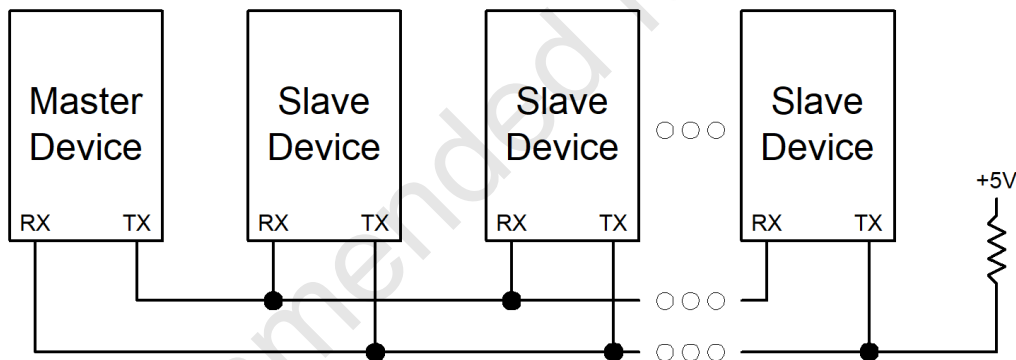 Master
Device
Slave
Device
Slave
Device
Slave
Device
RX
TX
RX
TX
RX
TX
RX
TX
+5V